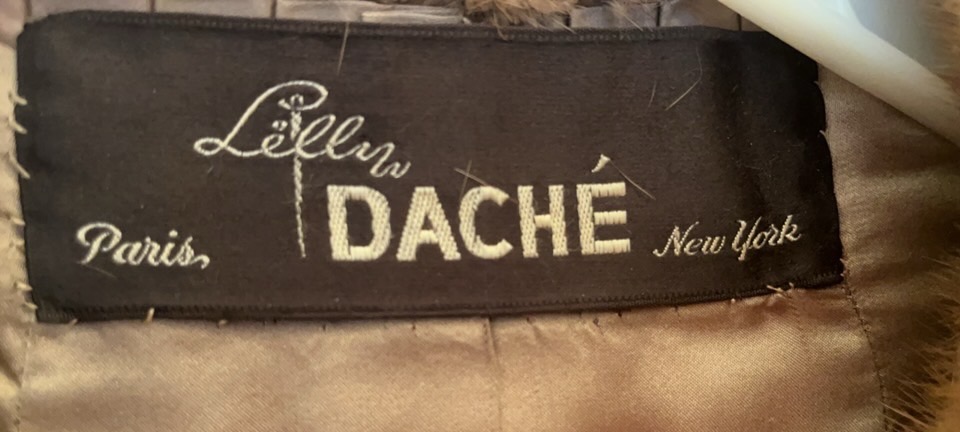 Lilly
DACHÉ
Paris, New York